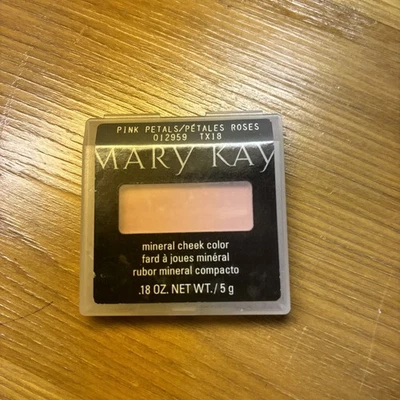 PINK PETALS/PÉTALES ROSES
012959 TX18
MARY KAY
mineral cheek color
fard à joues minéral
rubor mineral compacto
.18 OZ. NET WT./5 g